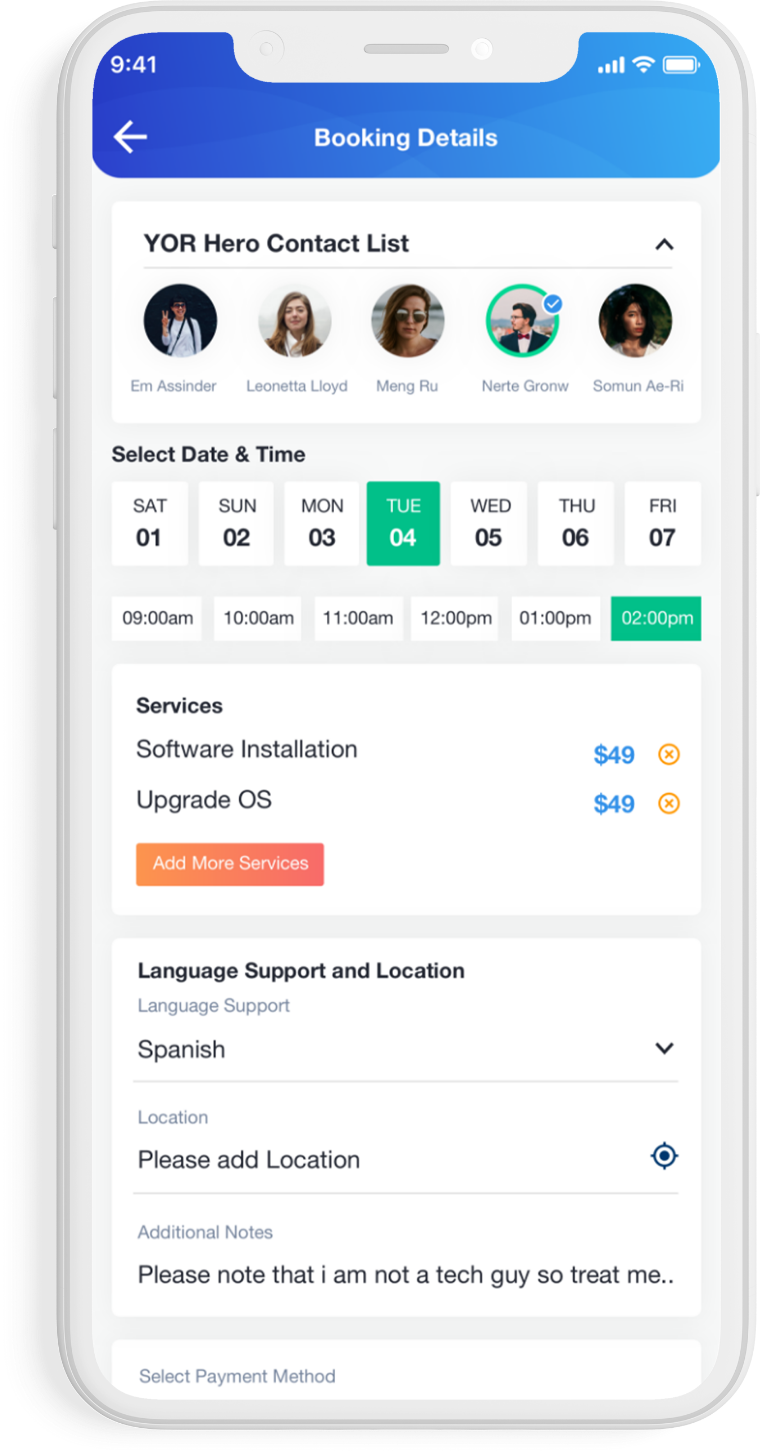 9:41
Booking Details
YOR Hero Contact List
Em Assinder Leonetta Lloyd Meng Ru Nerte Gronw Somun Ae-Ri
Select Date & Time
SAT SUN MON TUE WED THU FRI
01 02 03 04 05 06 07
09:00am 10:00am 11:00am 12:00pm 01:00pm 02:00pm
Services
Software Installation $49
Upgrade OS $49
Add More Services
Language Support and Location
Language Support
Spanish
Location
Please add Location
Additional Notes
Please note that i am not a tech guy so treat me..
Select Payment Method